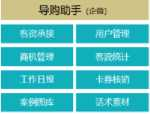 导购助手（企微）
客资承接
用户管理
商机管理
客流统计
工作日报
卡券核销
案例图库
话术素材